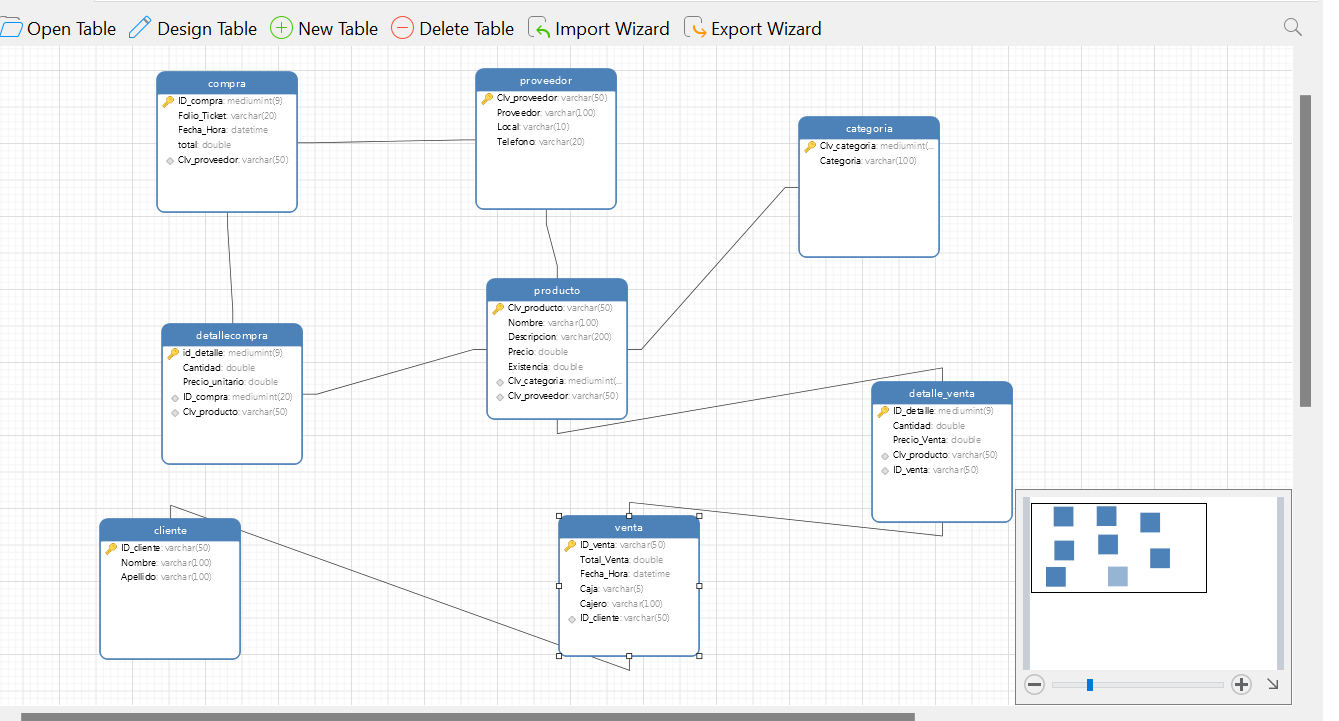 Open Table Design Table New Table Delete Table Import Wizard Export Wizard
compra
ID_compra: mediumint(9)
Folio_Ticket: varchar(20)
Fecha_Hora: datetime
total: double
Clv_proveedor: varchar(50)
proveedor
Clv_proveedor: varchar(50)
Proveedor: varchar(100)
Local: varchar(10)
Telefono: varchar(20)
categoria
Clv_categoria: mediumint(...
Categoria: varchar(100)
detallecompra
id_detalle: mediumint(9)
Cantidad: double
Precio_unitario: double
ID_compra: mediumint(20)
Clv_producto: varchar(50)
producto
Clv_producto: varchar(50)
Nombre: varchar(100)
Descripcion: varchar(200)
Precio: double
Existencia: double
Clv_categoria: mediumint(...
Clv_proveedor: varchar(50)
detalle_venta
ID_detalle: mediumint(9)
Cantidad: double
Precio_Venta: double
Clv_producto: varchar(50)
ID_venta: varchar(50)
cliente
ID_cliente: varchar(50)
Nombre: varchar(100)
Apellido: varchar(100)
venta
ID_venta: varchar(50)
Total_Venta: double
Fecha_Hora: datetime
Caja: varchar(5)
Cajero: varchar(100)
ID_cliente: varchar(50)